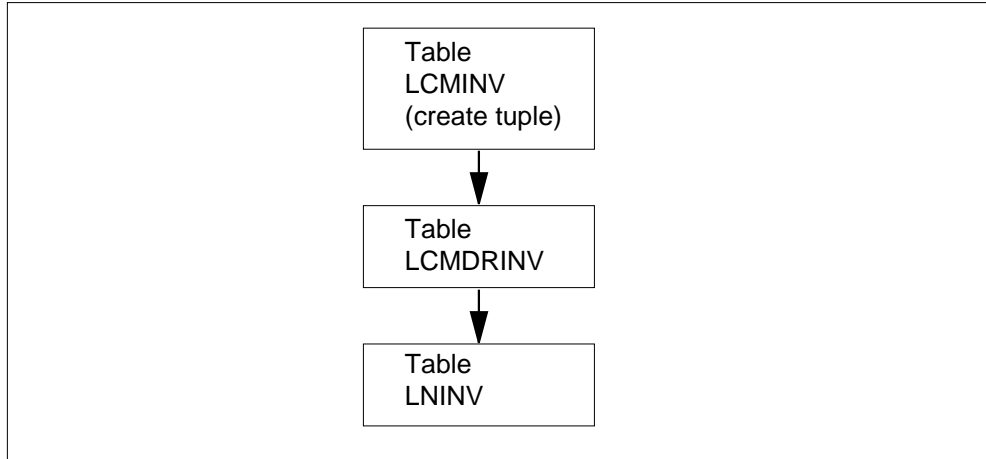 Table
LCMINV
(create tuple)
Table
LCMDRINV
Table
LNINV